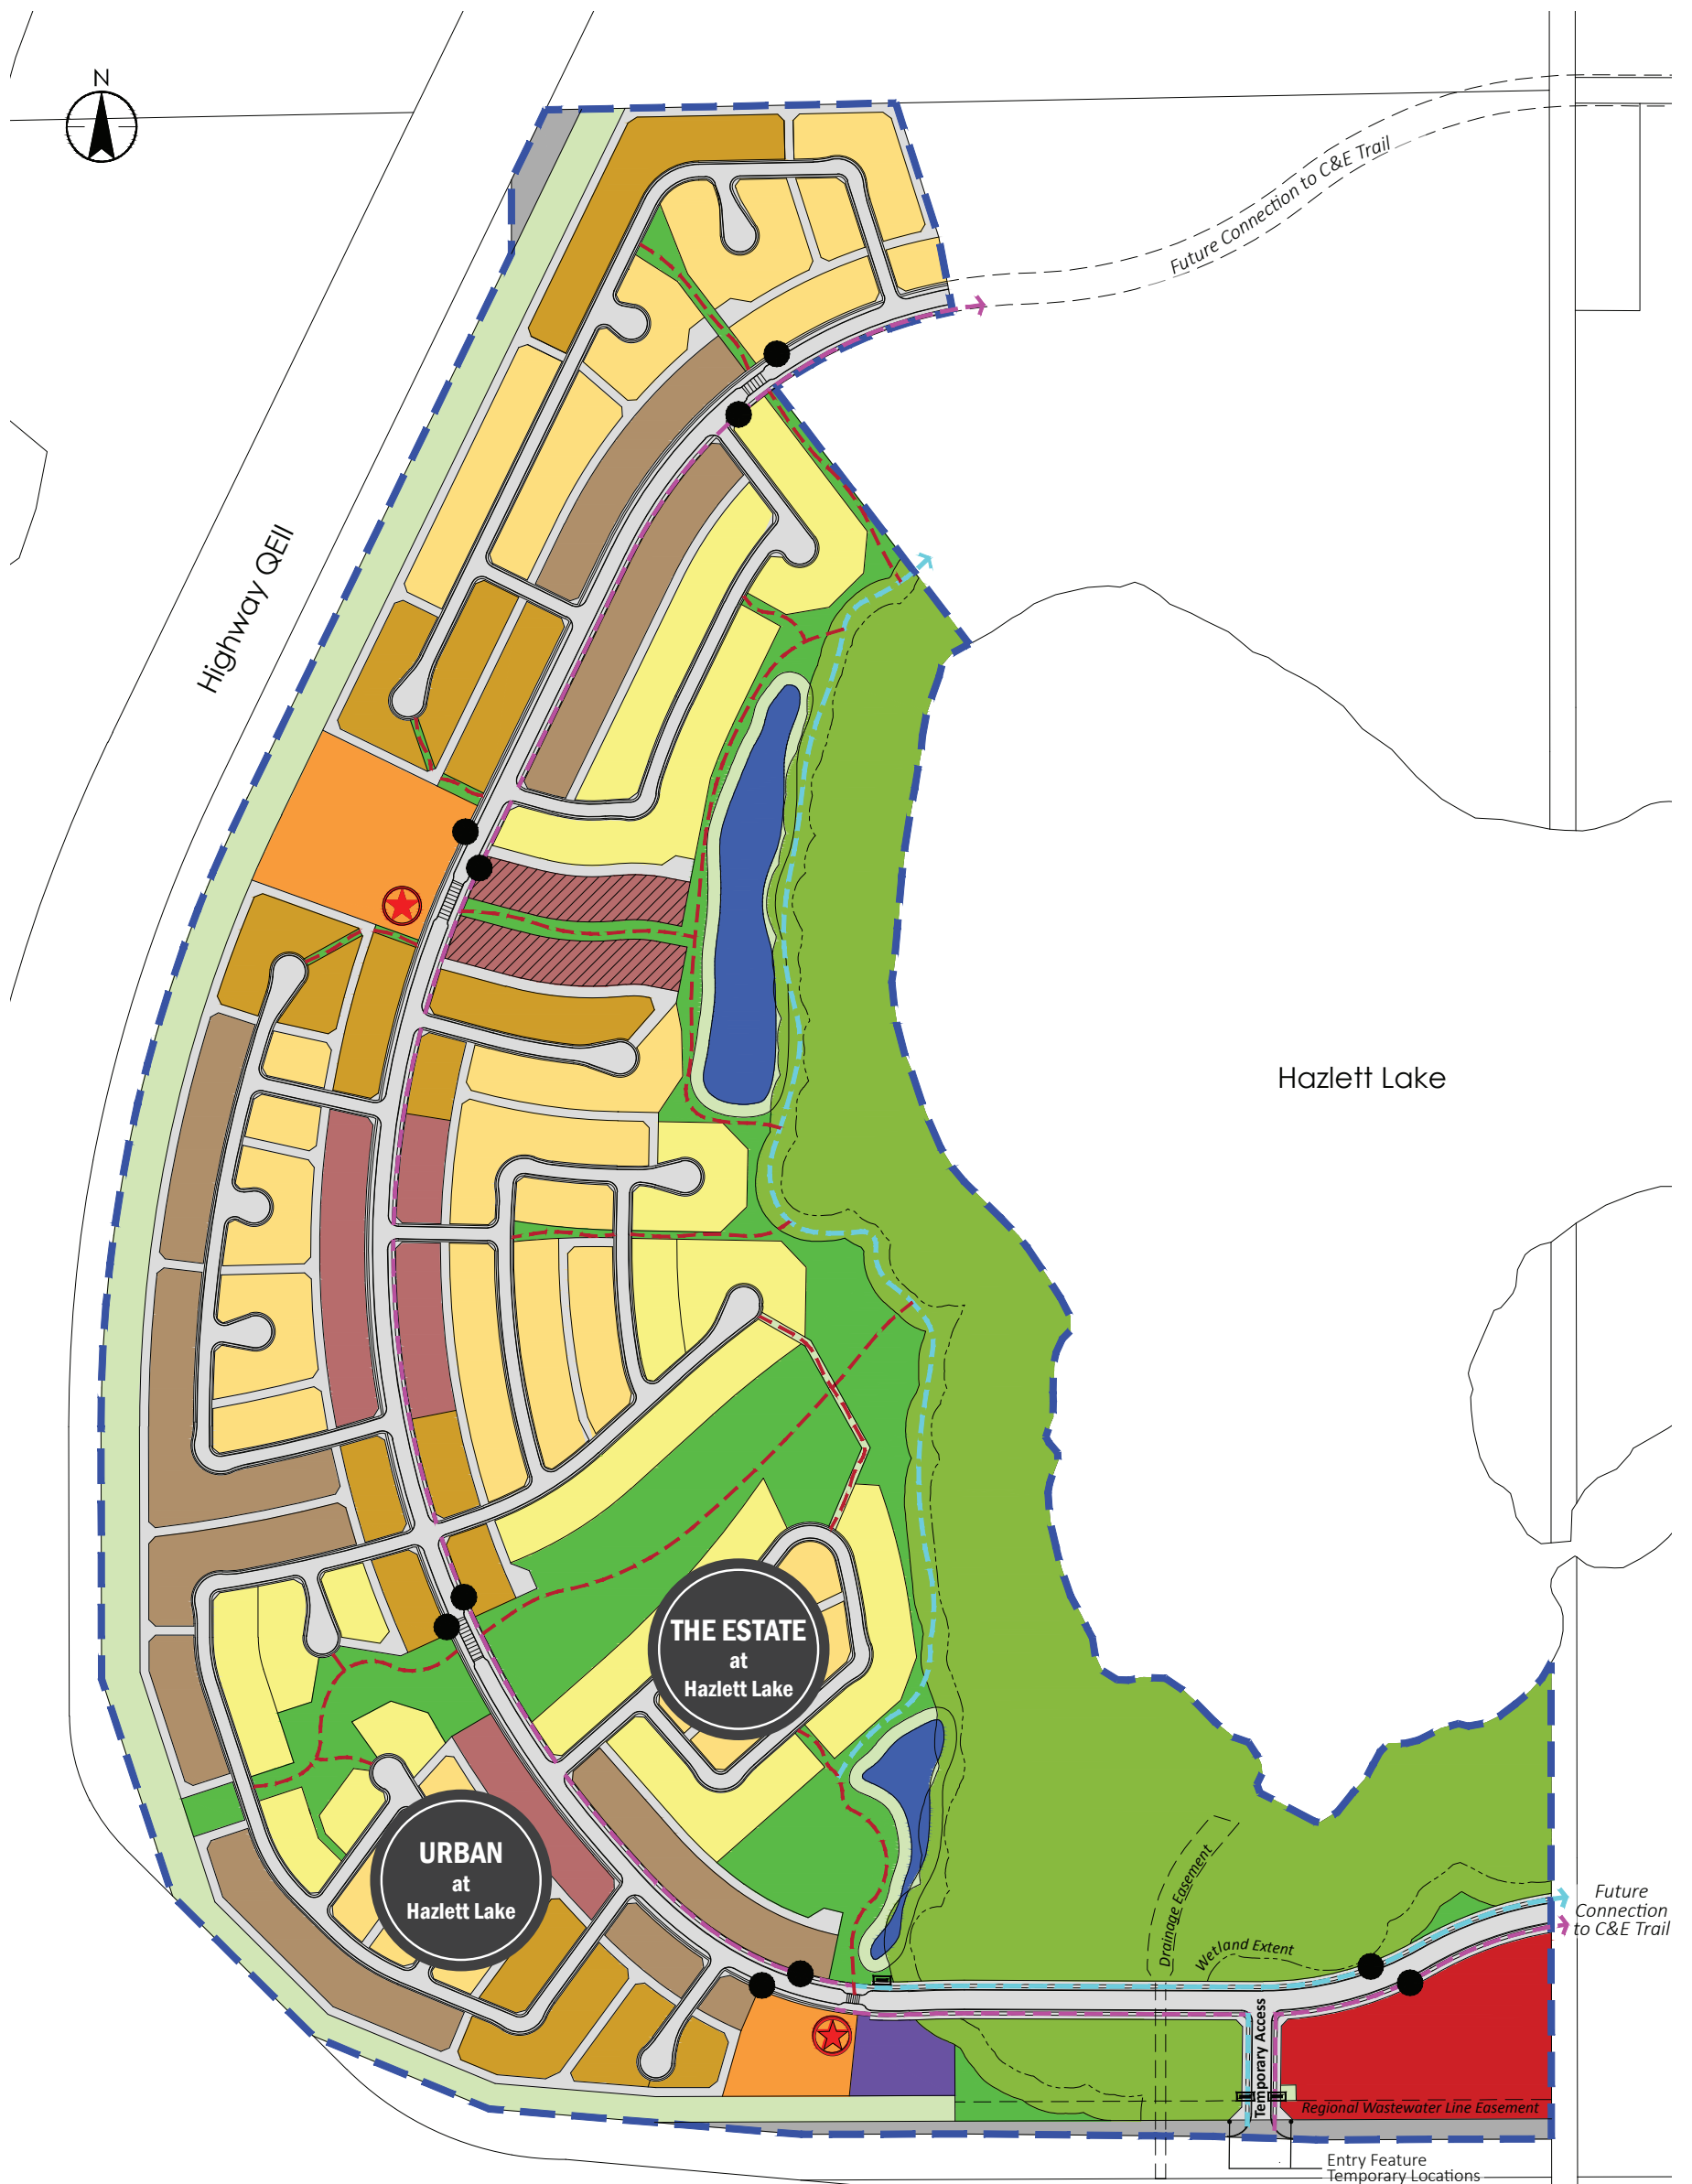 N
Future Connection to C&E Trail
Highway QEII
Hazlett Lake
THE ESTATE
at
Hazlett Lake
URBAN
at
Hazlett Lake
Drainage Easement
Wetland Extent
Future
Connection
to C&E Trail
Temporary Access
Regional Wastewater Line Easement
Entry Feature
Temporary Locations